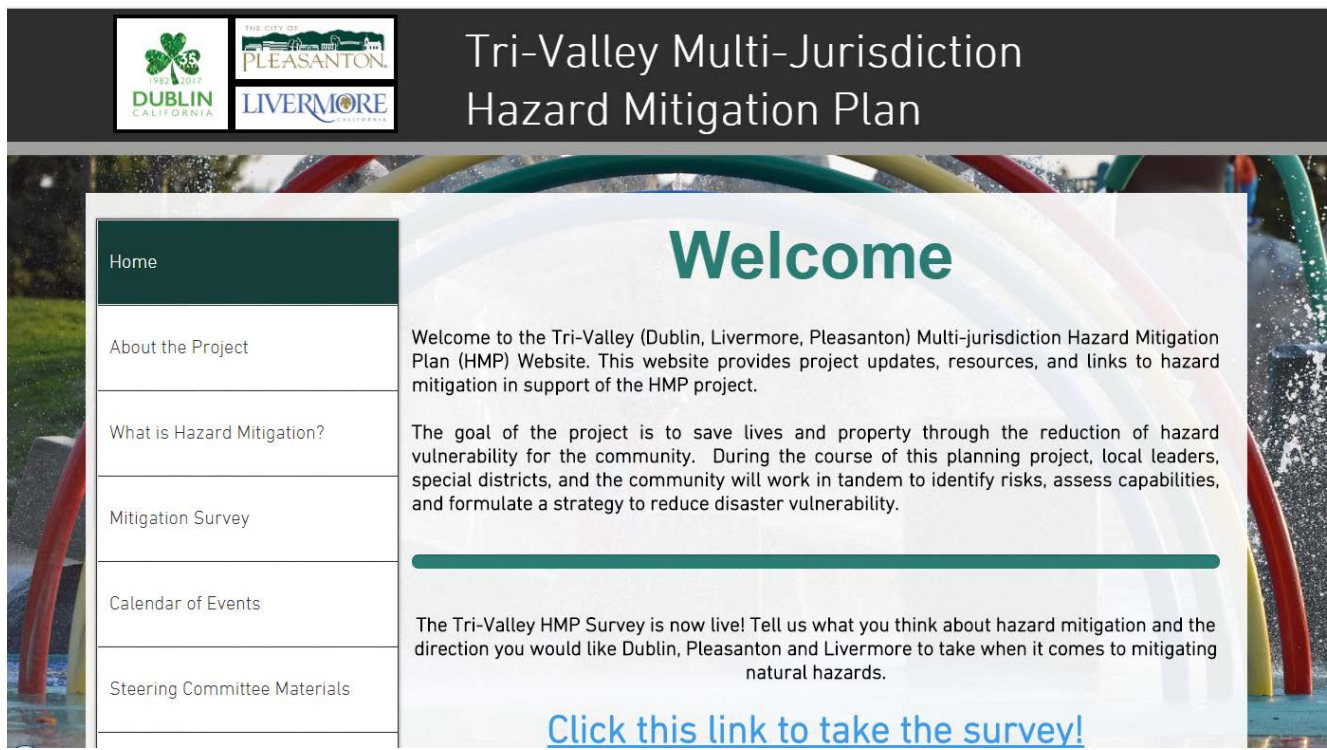 1982 35 2017
DUBLIN
CALIFORNIA
THE CITY OF
PLEASANTON.
LIVERMORE
CALIFORNIA
Tri-Valley Multi-Jurisdiction
Hazard Mitigation Plan
Home
About the Project
What is Hazard Mitigation?
Mitigation Survey
Calendar of Events
Steering Committee Materials
Welcome
Welcome to the Tri-Valley (Dublin, Livermore, Pleasanton) Multi-jurisdiction Hazard Mitigation
Plan (HMP) Website. This website provides project updates, resources, and links to hazard
mitigation in support of the HMP project.
The goal of the project is to save lives and property through the reduction of hazard
vulnerability for the community. During the course of this planning project, local leaders,
special districts, and the community will work in tandem to identify risks, assess capabilities,
and formulate a strategy to reduce disaster vulnerability.
The Tri-Valley HMP Survey is now live! Tell us what you think about hazard mitigation and the
direction you would like Dublin, Pleasanton and Livermore to take when it comes to mitigating
natural hazards.
Click this link to take the survey!